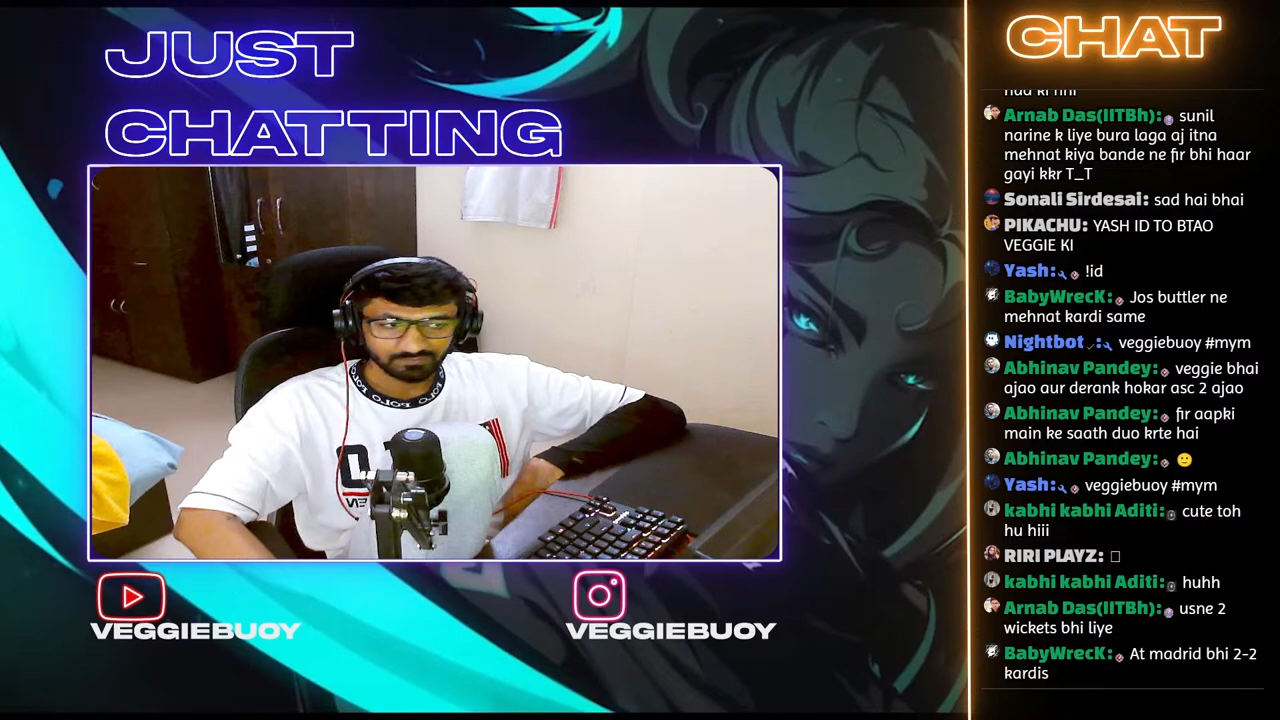 JUST
CHATTING
POLO POLO POLO
VEGGIEBUOY
VEGGIEBUOY
CHAT
Arnab Das(IITBh): sunil
narine k liye bura laga aj itna
mehnat kiya bande ne fir bhi haar
gayi kkr T_T
Sonali Sirdesai: sad hai bhai
PIKACHU: YASH ID TO BTAO
VEGGIE KI
Yash: !id
BabyWrecK: Jos buttler ne
mehnat kardi same
Nightbot: veggiebuoy #mym
Abhinav Pandey: veggie bhai
ajao aur derank hokar asc 2 ajao
Abhinav Pandey: fir aapki
main ke saath duo krte hai
Abhinav Pandey: 🙂
Yash: veggiebuoy #mym
kabhi kabhi Aditi: cute toh
hu hiii
RIRI PLAYZ:
kabhi kabhi Aditi: huhh
Arnab Das(IITBh): usne 2
wickets bhi liye
BabyWrecK: At madrid bhi 2-2
kardis